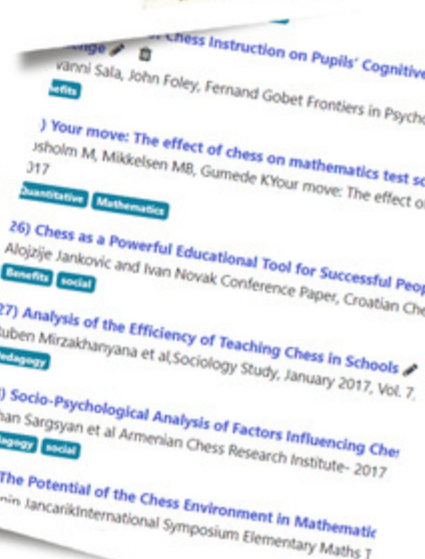 Chess Instruction on Pupils' Cognitive
vanni Sala, John Foley, Fernand Gobet Frontiers in Psycho
) Your move: The effect of chess on mathematics test sc
osholm M, Mikkelsen MB, Gumede KYour move: The effect o
017
Quantitative Mathematics
26) Chess as a Powerful Educational Tool for Successful Peop
Alojzije Jankovic and Ivan Novak Conference Paper, Croatian Che
Benefits social
27) Analysis of the Efficiency of Teaching Chess in Schools
Ruben Mirzakhanyana et al,Sociology Study, January 2017, Vol. 7,
Pedagogy
) Socio-Psychological Analysis of Factors Influencing Ches
han Sargsyan et al Armenian Chess Research Institute- 2017
agogy social
The Potential of the Chess Environment in Mathematic
nin JancarikInternational Symposium Elementary Maths T